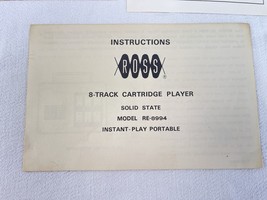 INSTRUCTIONS
ROSS
8-TRACK CARTRIDGE PLAYER
SOLID STATE
MODEL RE-8994
INSTANT-PLAY PORTABLE